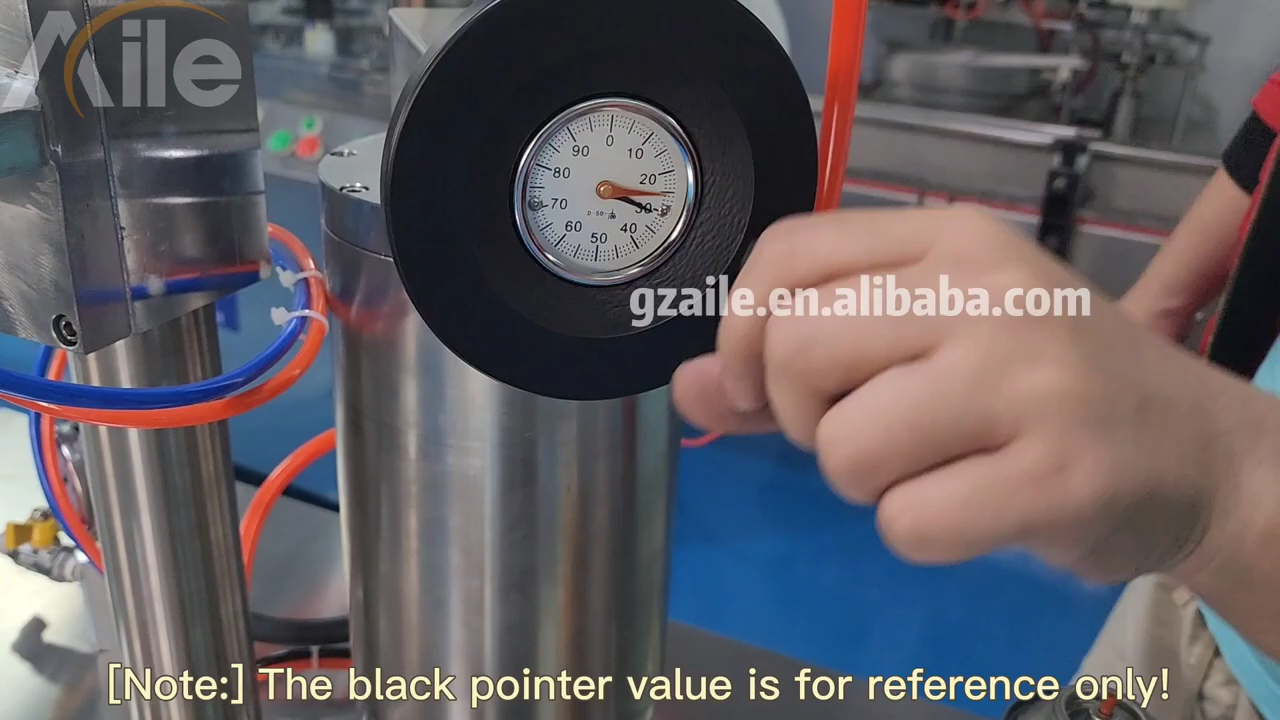 Aile
0
90 10
80 20
70 30
60 40
50
gzaile.en.alibaba.com
[Note:] The black pointer value is for reference only!